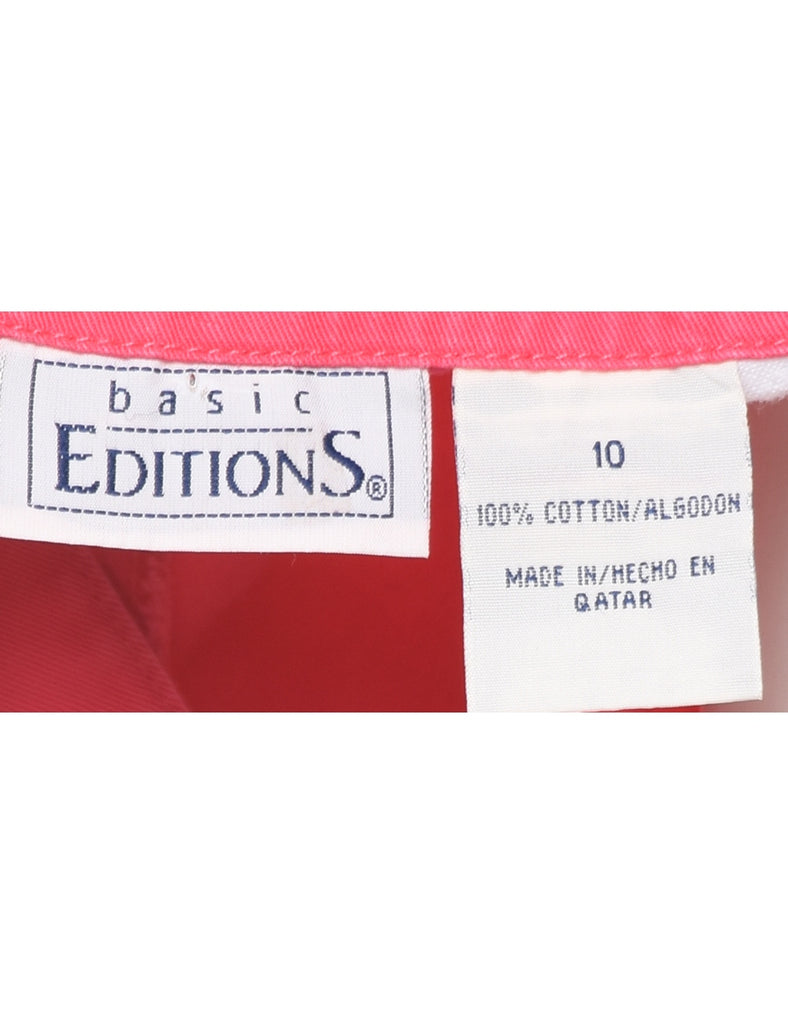 basic
EDITIONS®
10
100% COTTON/ALGODON
MADE IN/HECHO EN
QATAR